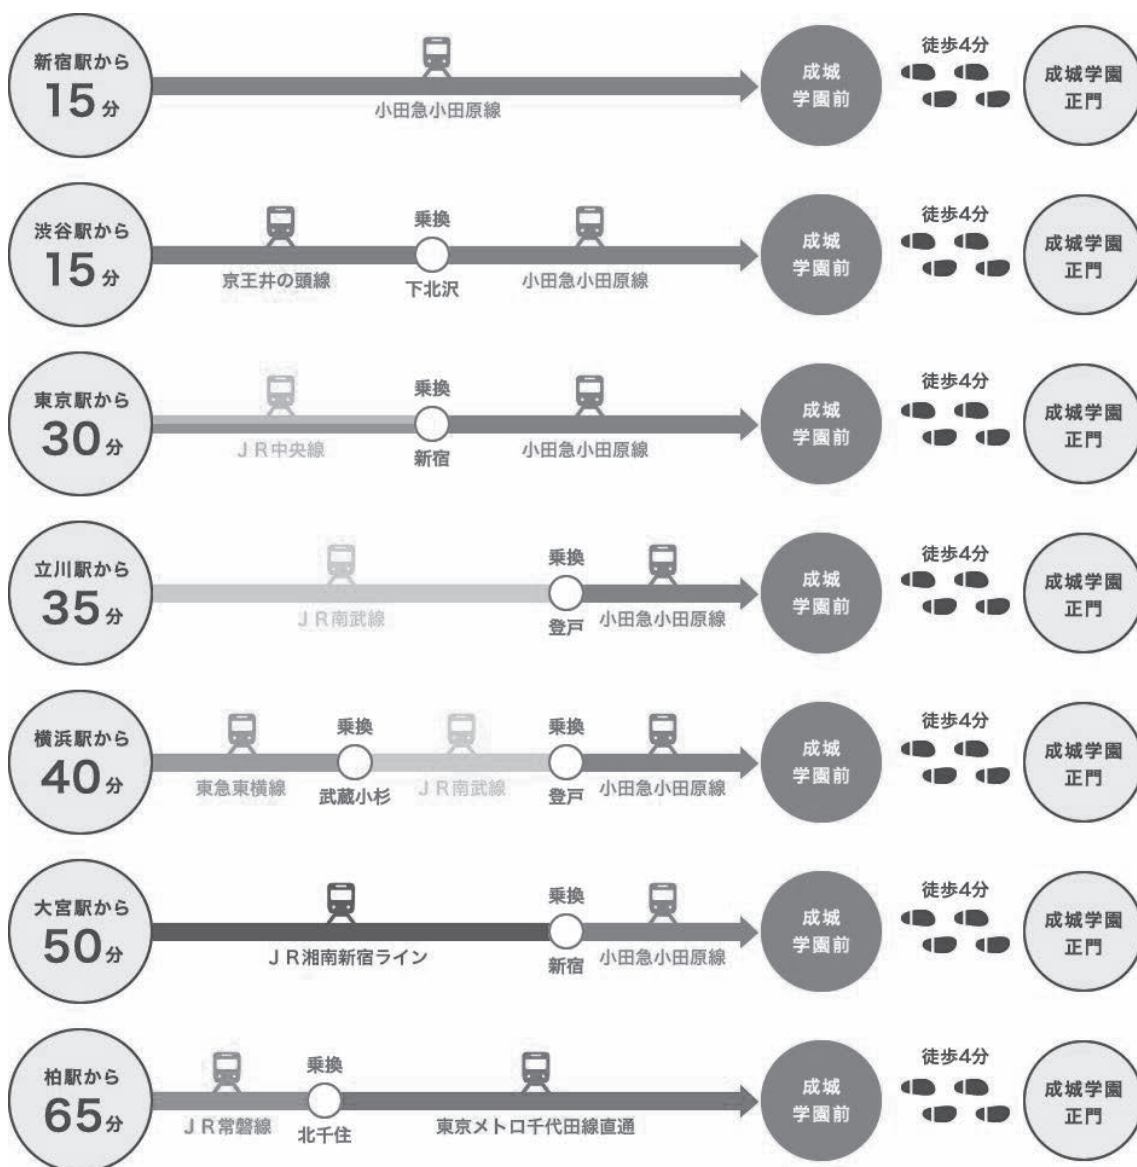 新宿駅から
15分
小田急小田原線
成城
学園前
徒歩4分
成城学園
正門
渋谷駅から
15分
京王井の頭線
乗換
下北沢
小田急小田原線
成城
学園前
徒歩4分
成城学園
正門
東京駅から
30分
JR中央線
乗換
新宿
小田急小田原線
成城
学園前
徒歩4分
成城学園
正門
立川駅から
35分
JR南武線
乗換
登戸
小田急小田原線
成城
学園前
徒歩4分
成城学園
正門
横浜駅から
40分
東急東横線
乗換
武蔵小杉
JR南武線
乗換
登戸
小田急小田原線
成城
学園前
徒歩4分
成城学園
正門
大宮駅から
50分
JR湘南新宿ライン
乗換
新宿
小田急小田原線
成城
学園前
徒歩4分
成城学園
正門
柏駅から
65分
JR常磐線
乗換
北千住
東京メトロ千代田線直通
成城
学園前
徒歩4分
成城学園
正門